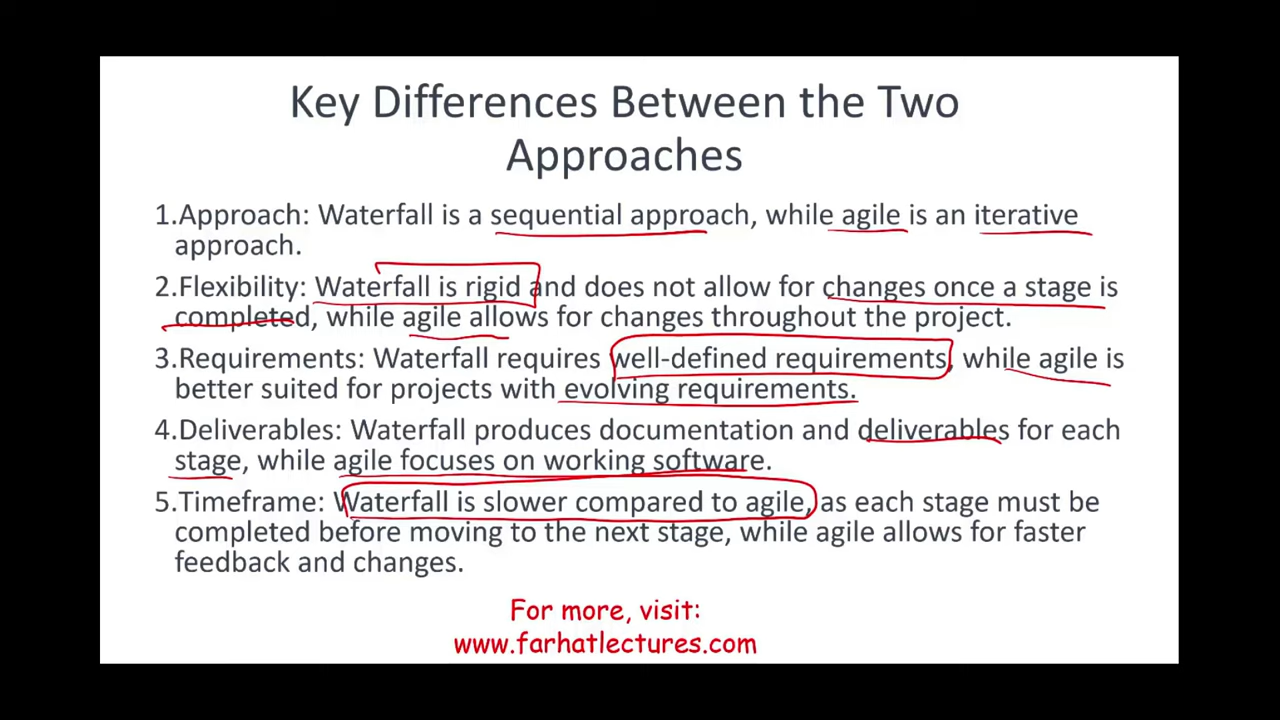 Key Differences Between the Two
Approaches
1.Approach: Waterfall is a sequential approach, while agile is an iterative
approach.
2.Flexibility: Waterfall is rigid and does not allow for changes once a stage is
completed, while agile allows for changes throughout the project.
3.Requirements: Waterfall requires well-defined requirements, while agile is
better suited for projects with evolving requirements.
4.Deliverables: Waterfall produces documentation and deliverables for each
stage, while agile focuses on working software.
5.Timeframe: Waterfall is slower compared to agile, as each stage must be
completed before moving to the next stage, while agile allows for faster
feedback and changes.
For more, visit:
www.farhatlectures.com